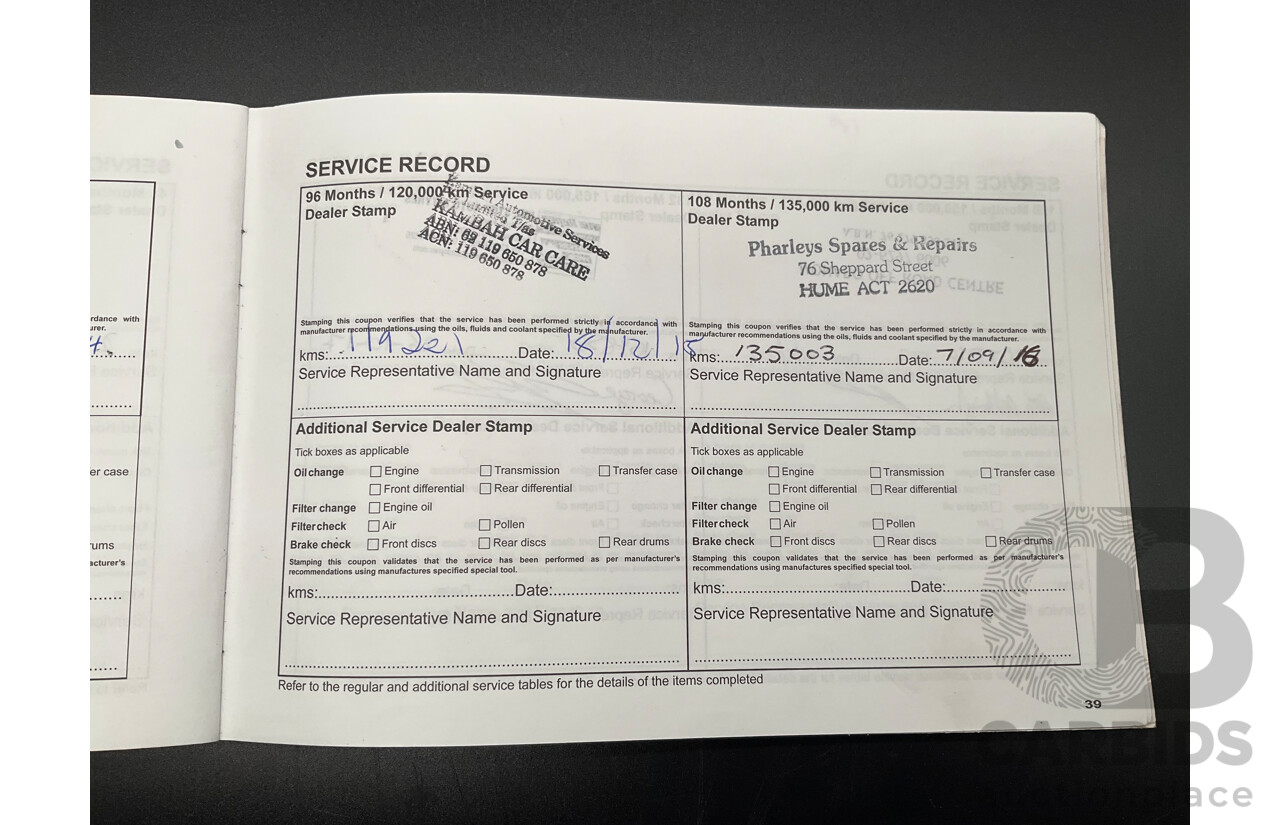 SERVICE RECORD
96 Months / 120,000 km Service
Dealer Stamp
Automotive Services
T/as
KAMBAH CAR CARE
ABN: 69 119 650 878
ACN: 119 650 878
Stamping this coupon verifies that the service has been performed strictly in accordance with
manufacturer recommendations using the oils, fluids and coolant specified by the manufacturer.
kms: 119221 Date: 18/12/15
Service Representative Name and Signature
Additional Service Dealer Stamp
Tick boxes as applicable
Oil change Engine Transmission Transfer case
Front differential Rear differential
Filter change Engine oil
Filter check Air Pollen
Brake check Front discs Rear discs Rear drums
Stamping this coupon validates that the service has been performed as per manufacturer's
recommendations using manufactures specified special tool.
kms: Date:
Service Representative Name and Signature
108 Months / 135,000 km Service
Dealer Stamp
Pharleys Spares & Repairs
76 Sheppard Street
HUME ACT 2620
Stamping this coupon verifies that the service has been performed strictly in accordance with
manufacturer recommendations using the oils, fluids and coolant specified by the manufacturer.
kms: 135003 Date: 7/09/16
Service Representative Name and Signature
Additional Service Dealer Stamp
Tick boxes as applicable
Oil change Engine Transmission Transfer case
Front differential Rear differential
Filter change Engine oil
Filter check Air Pollen
Brake check Front discs Rear discs Rear drums
Stamping this coupon validates that the service has been performed as per manufacturer's
recommendations using manufactures specified special tool.
kms: Date:
Service Representative Name and Signature
Refer to the regular and additional service tables for the details of the items completed
39
CARBIDS
auctionplace